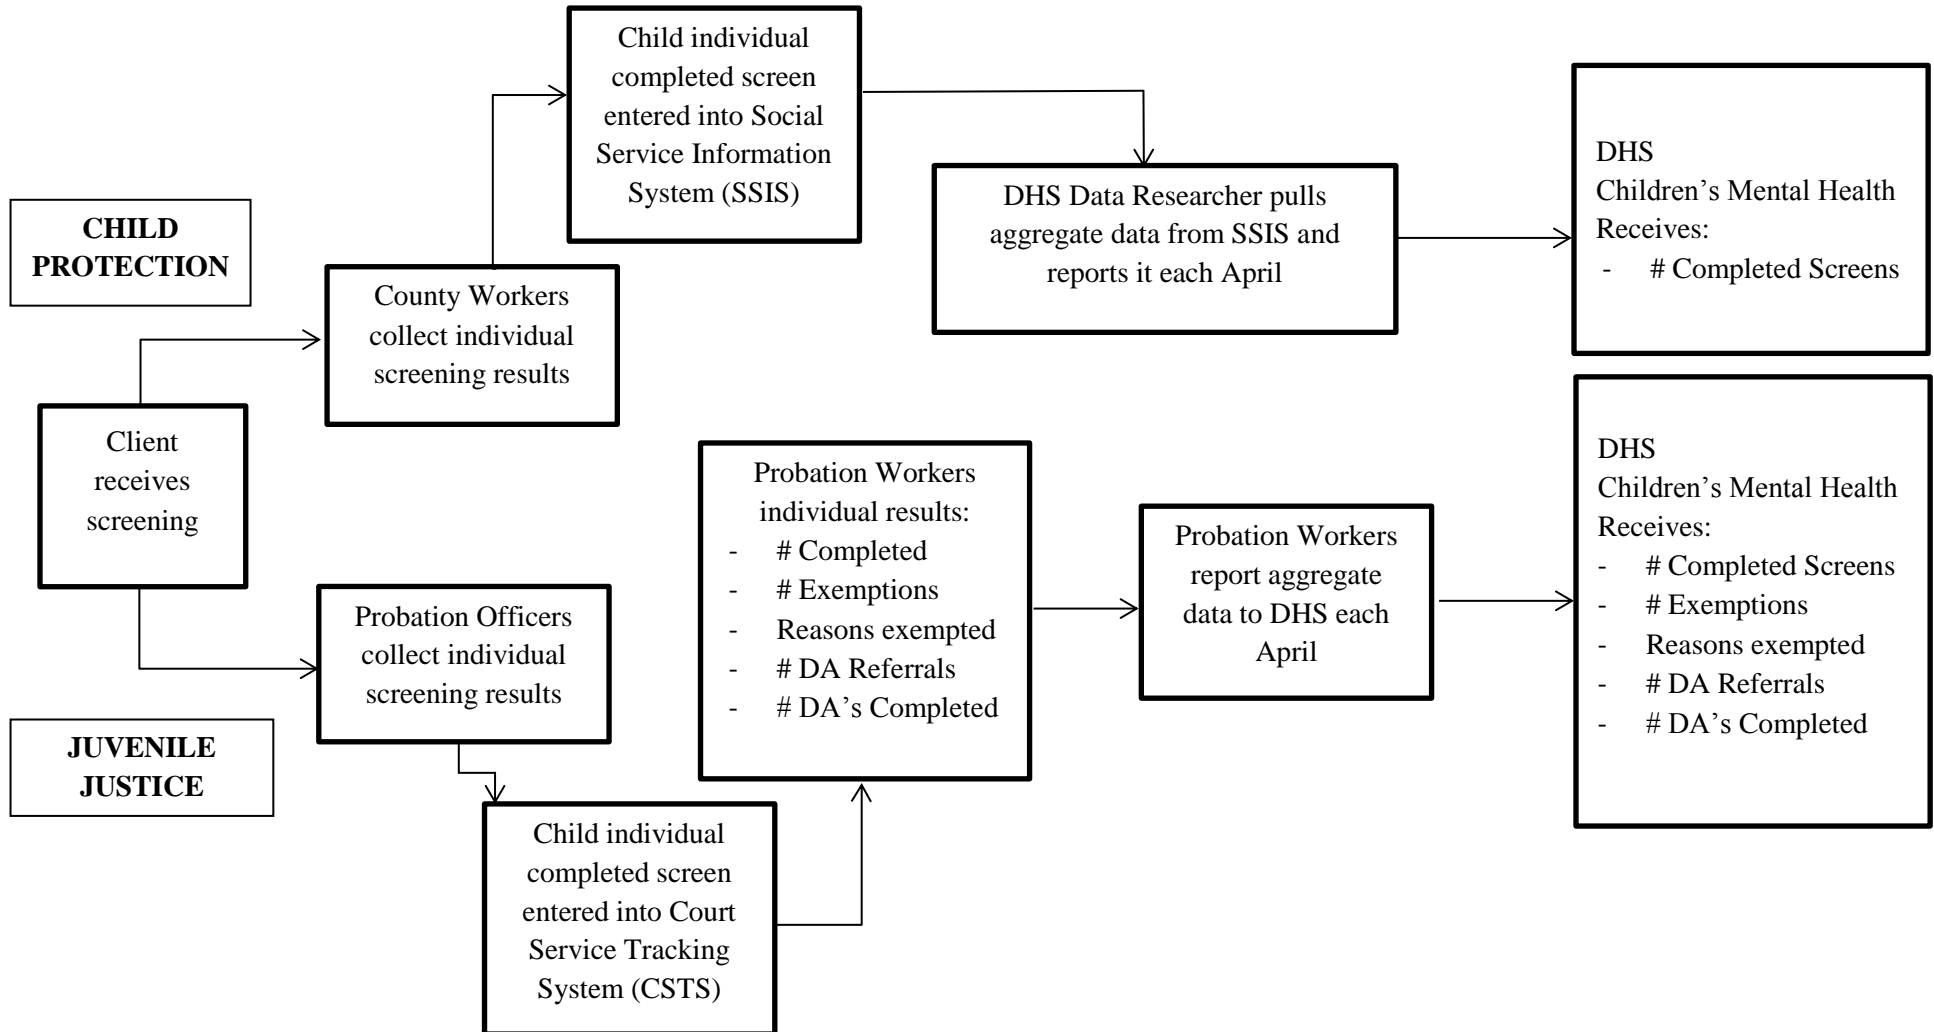 CHILD
PROTECTION
Client
receives
screening
JUVENILE
JUSTICE
County Workers
collect individual
screening results
Child individual
completed screen
entered into Social
Service Information
System (SSIS)
DHS Data Researcher pulls
aggregate data from SSIS and
reports it each April
DHS
Children’s Mental Health
Receives:
- # Completed Screens
Probation Officers
collect individual
screening results
Child individual
completed screen
entered into Court
Service Tracking
System (CSTS)
Probation Workers
individual results:
- # Completed
- # Exemptions
- Reasons exempted
- # DA Referrals
- # DA’s Completed
Probation Workers
report aggregate
data to DHS each
April
DHS
Children’s Mental Health
Receives:
- # Completed Screens
- # Exemptions
- Reasons exempted
- # DA Referrals
- # DA’s Completed